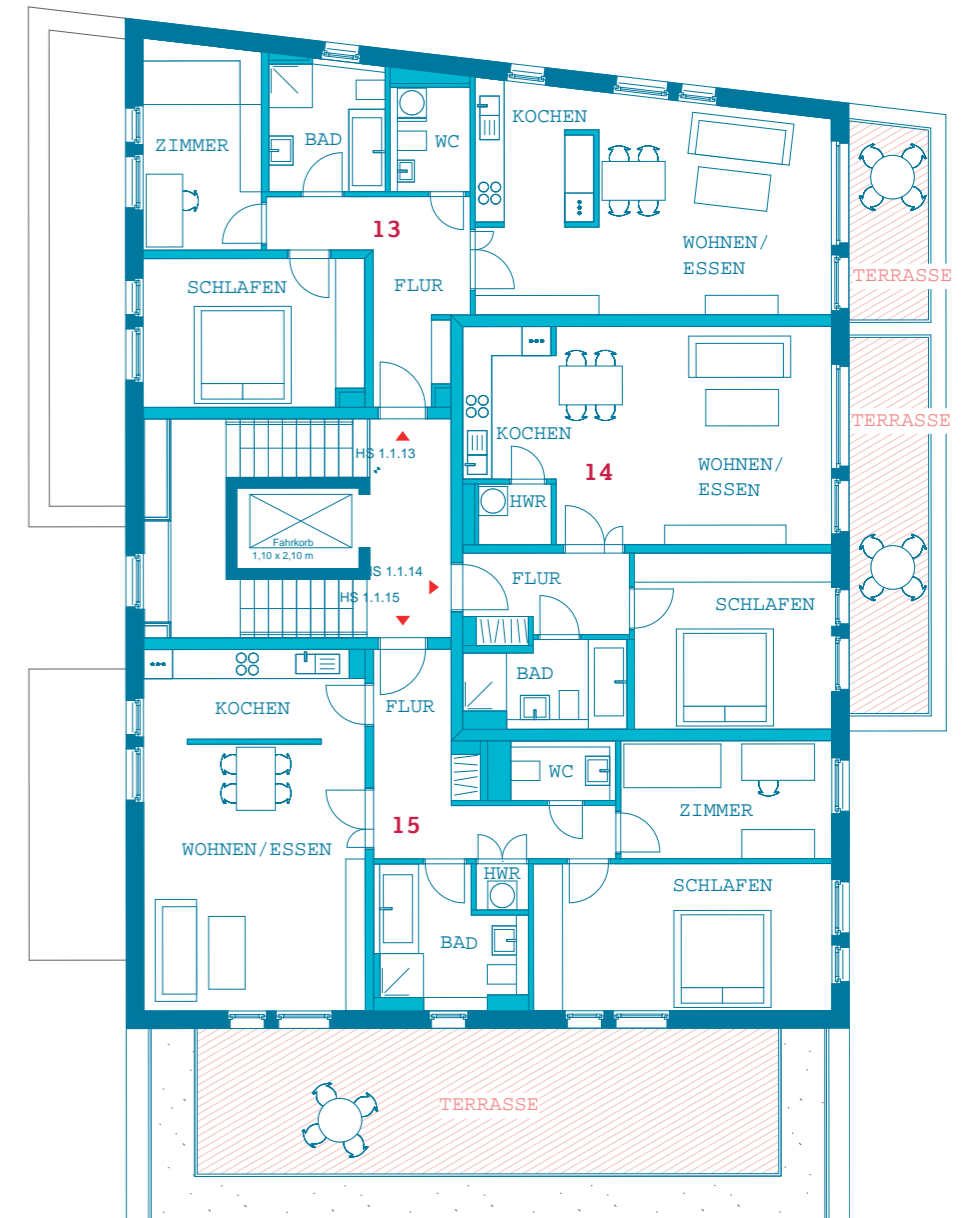 KOCHEN
ZIMMER
BAD
WC
13
WOHNEN/
ESSEN
TERRASSE
SCHLAFEN
FLUR
TERRASSE
KOCHEN
HS 1.1.13
14
WOHNEN/
ESSEN
HWR
Fahrkorb
1,10 x 2,10 m
HS 1.1.14
FLUR
HS 1.1.15
SCHLAFEN
BAD
KOCHEN
FLUR
WC
ZIMMER
15
WOHNEN/ESSEN
HWR
SCHLAFEN
BAD
TERRASSE